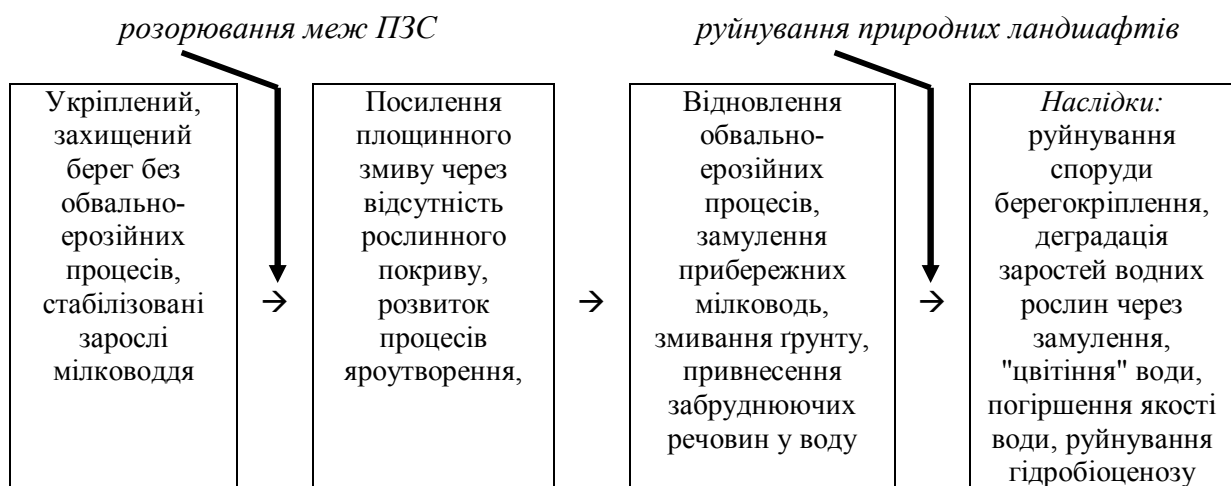 розорювання меж ПЗС
руйнування природних ландшафтів
Укріплений,
захищений
берег без
обвально-
ерозійних
процесів,
стабілізовані
зарослі
мілководдя
→
Посилення
площинного
змиву через
відсутність
рослинного
покриву,
розвиток
процесів
яроутворення,
→
Відновлення
обвально-
ерозійних
процесів,
замулення
прибережних
мілководь,
змивання ґрунту,
привнесення
забруднюючих
речовин у воду
→
Наслідки:
руйнування
споруди
берегокріплення,
деградація
заростей водних
рослин через
замулення,
"цвітіння" води,
погіршення якості
води, руйнування
гідробіоценозу